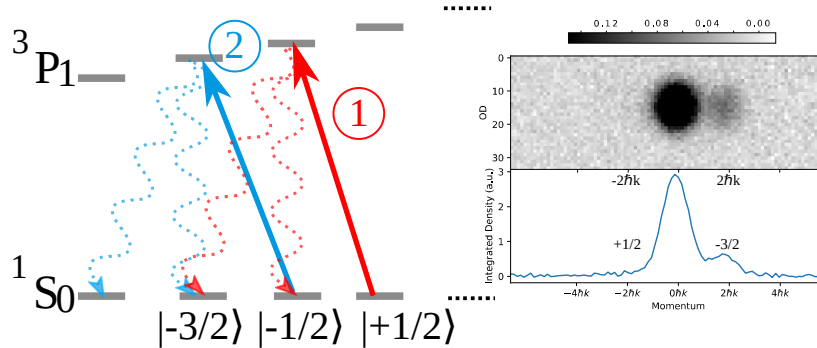 3P1
2
1
1S0
|-3/2⟩ |-1/2⟩ |+1/2⟩
0.12 0.08 0.04 0.00
OD
0
10
20
30
Integrated Density (a.u,)
3
2
1
0
-2ℏk 2ℏk
+1/2 -3/2
−4ℏk −2ℏk 0ℏk 2ℏk 4ℏk
Momentum